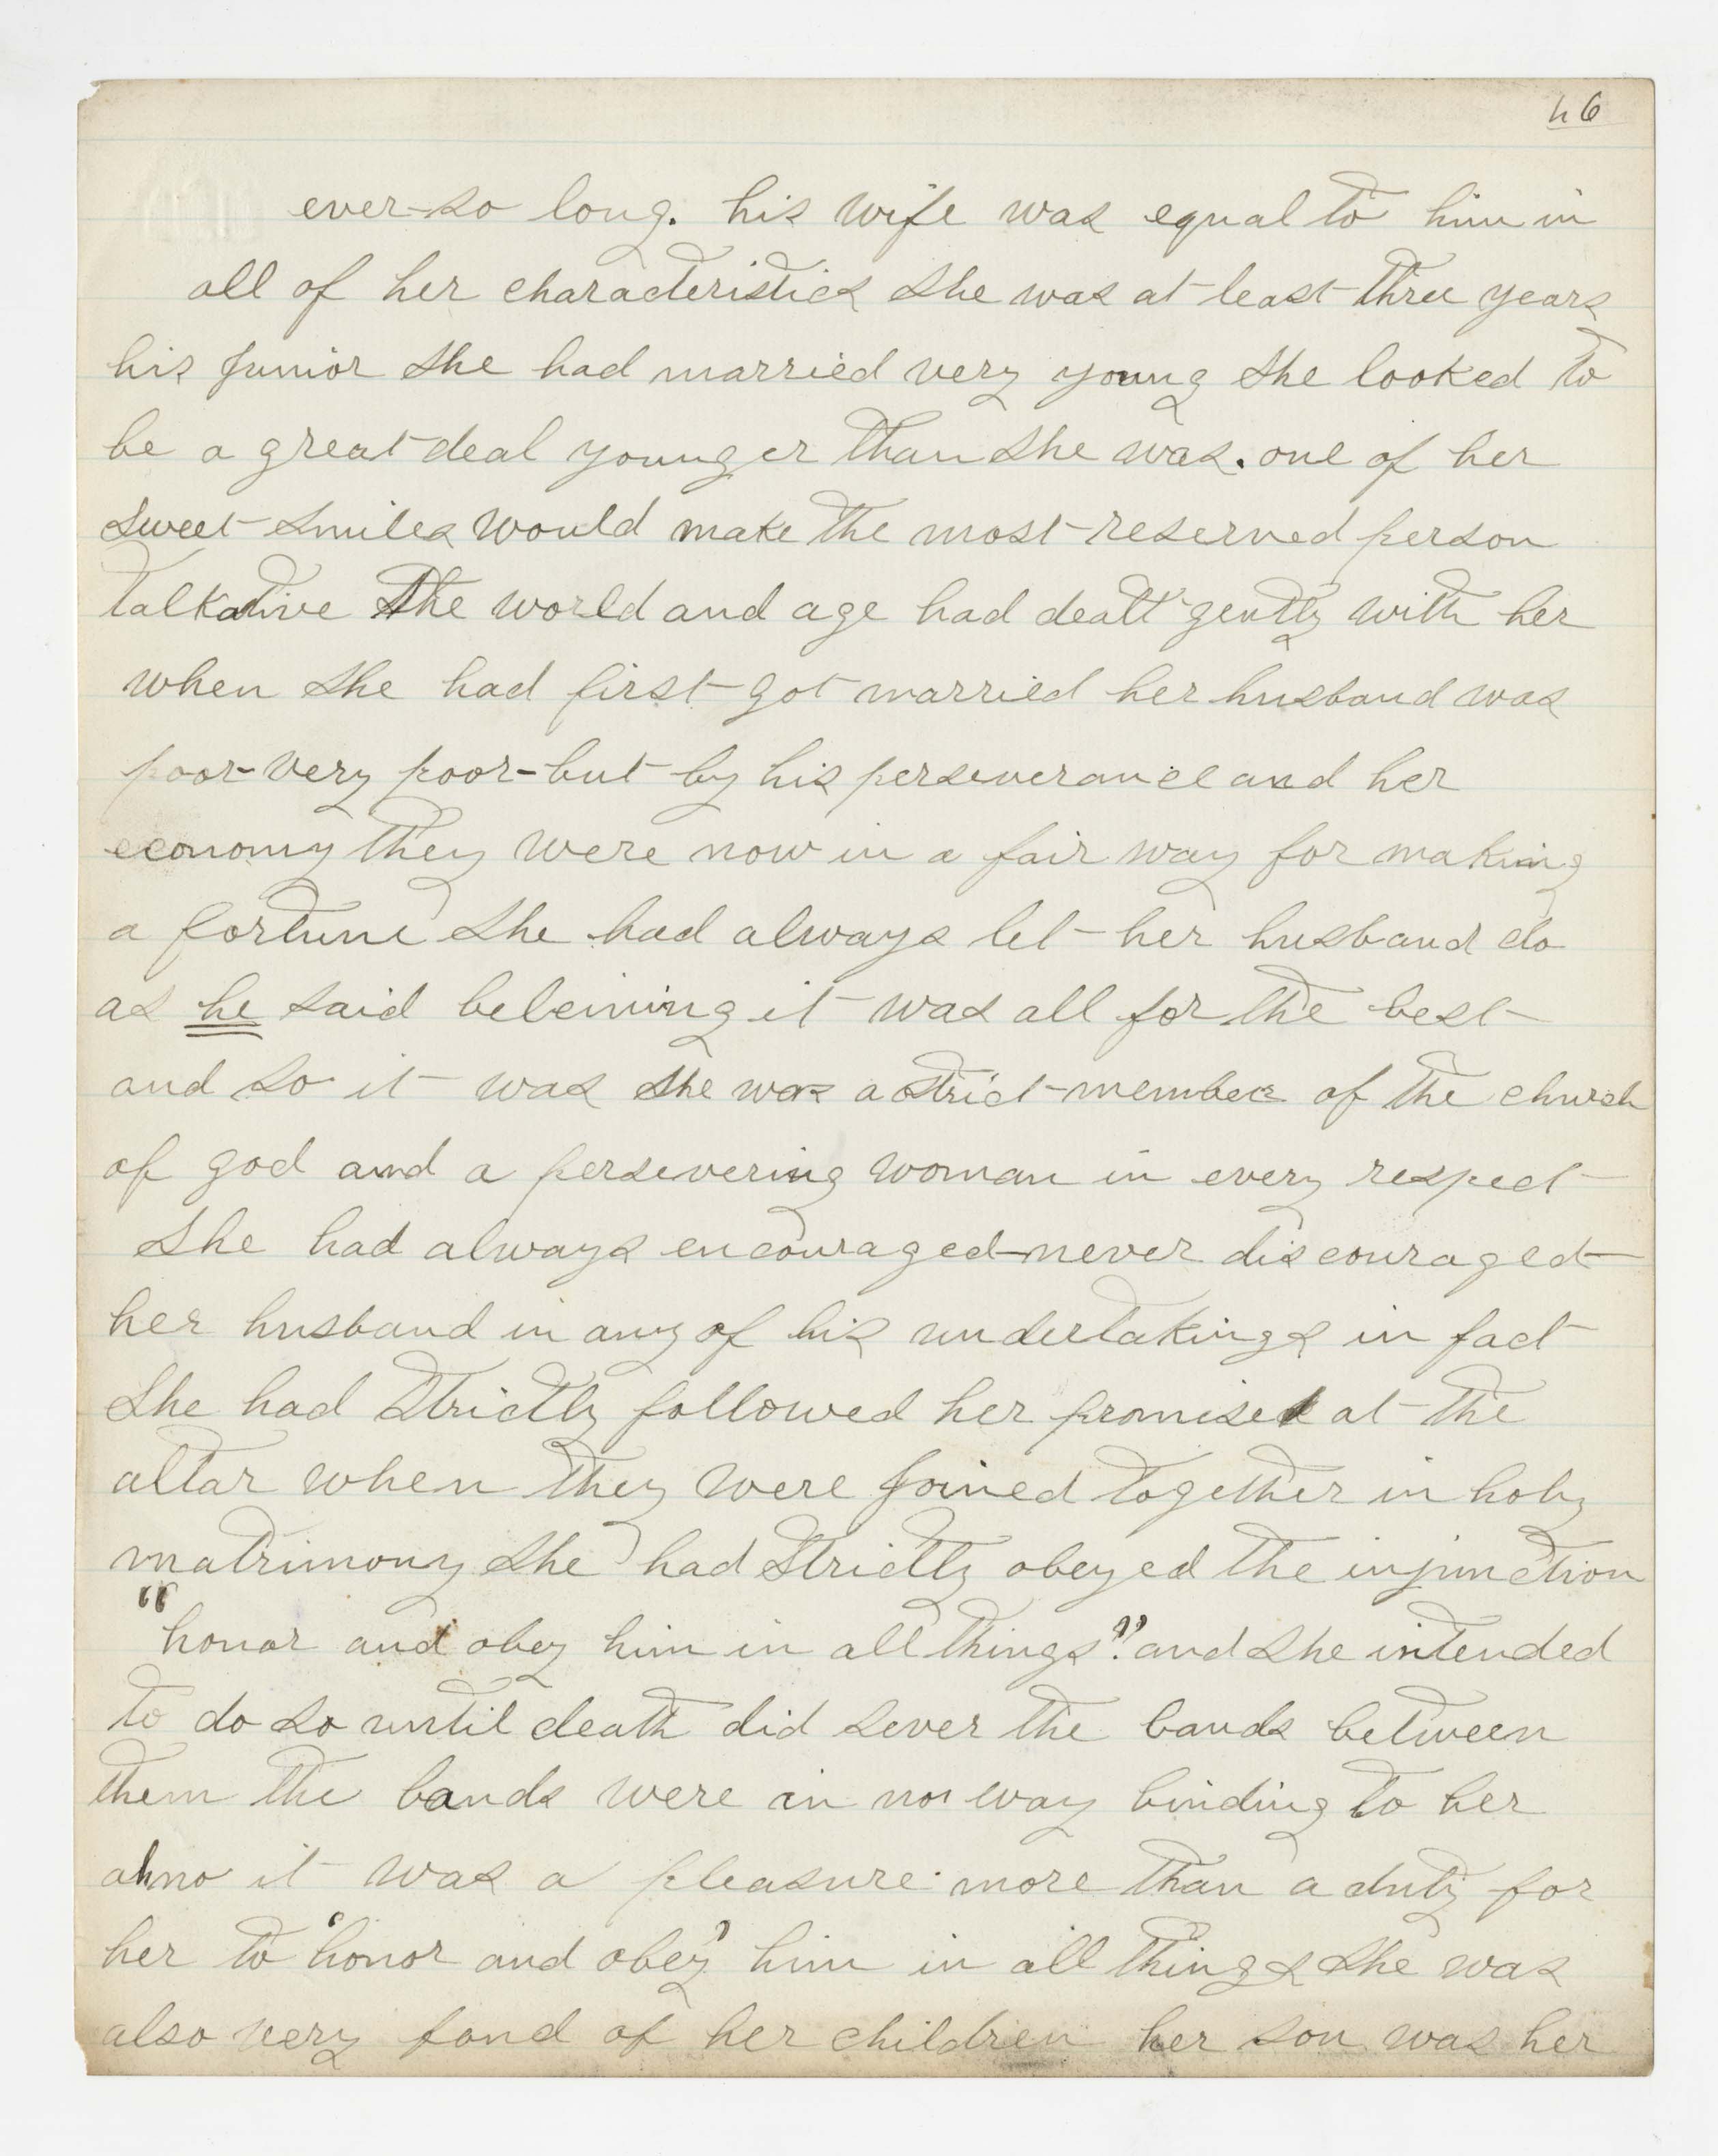 46
ever-so long. his wife was equal to him in
all of her characteristics she was at least three years
his junior she had married very young she looked to
be a great deal younger than she was. one of her
sweet smiles would make the most reserved person
talkative the world and age had dealt gently with her
when she had first got married her husband was
poor-very poor-but by his perseverance and her
economy they were now in a fair way for making
a fortune she had always let her husband do
as he said beleiving it was all for the best
and so it was she was a strict member of the church
of god and a persevering woman in every respect
she had always encouraged-never discouraged-
her husband in any of his undertakings in fact
she had strictly followed her promise at the
altar when they were joined together in holy
matrimony she had strictly obeyed the injunction
"honor and obey him in all things". and she intended
to do so until death did sever the bands between
them the bands were in no way binding to her
ah no it was a pleasure more than a duty for
her to 'honor and obey' him in all things she was
also very fond of her children her son was her